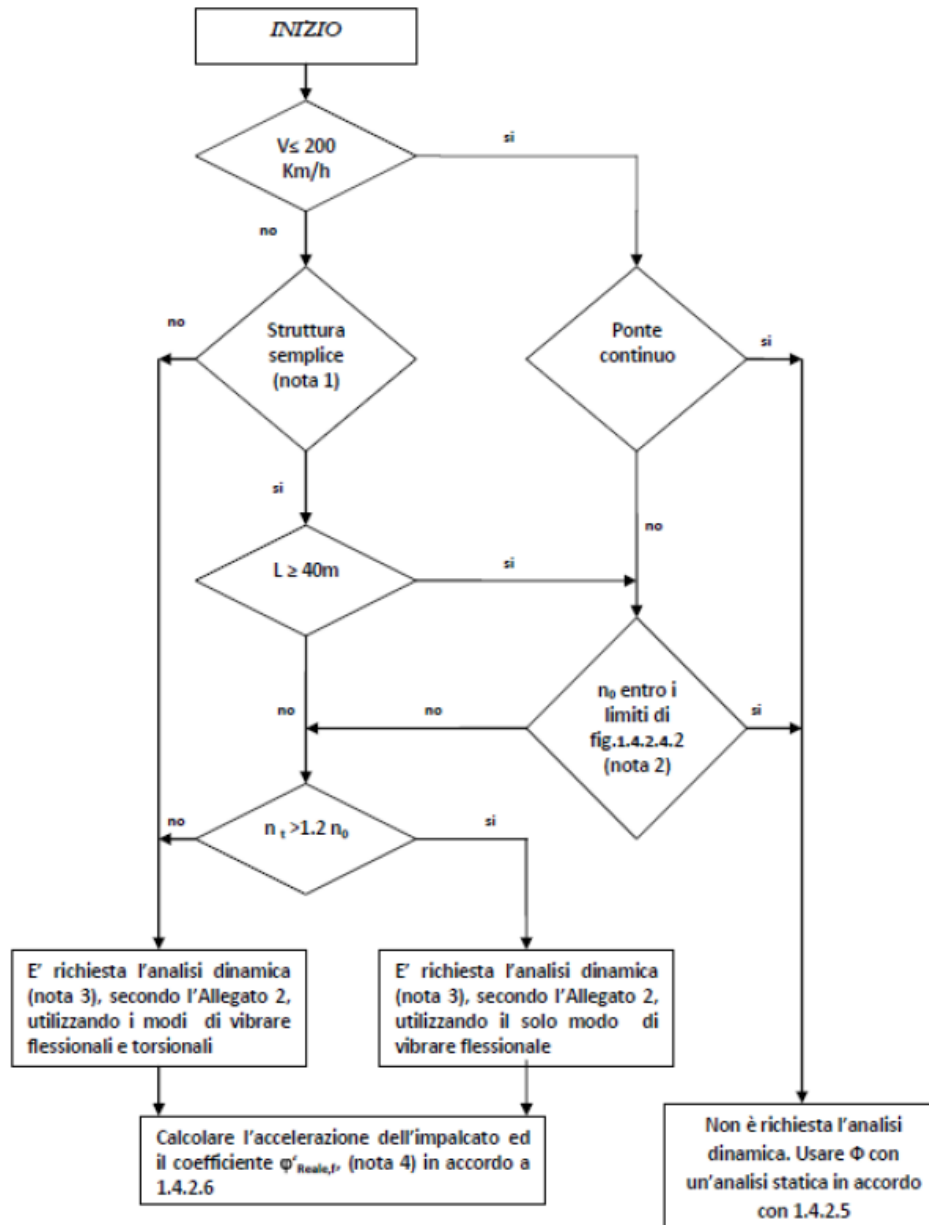 INIZIO
V≤ 200
Km/h
si
no
no
Struttura
semplice
(nota 1)
Ponte
continuo
si
si
no
L ≥ 40m
si
no
no
n₀ entro i
limiti di
fig.1.4.2.4.2
(nota 2)
si
no
n t >1.2 n₀
si
E' richiesta l'analisi dinamica
(nota 3), secondo l'Allegato 2,
utilizzando i modi di vibrare
flessionali e torsionali
E' richiesta l'analisi dinamica
(nota 3), secondo l'Allegato 2,
utilizzando il solo modo di
vibrare flessionale
Calcolare l'accelerazione dell'impalcato ed
il coefficiente φ'Reale,f, (nota 4) in accordo a
1.4.2.6
Non è richiesta l'analisi
dinamica. Usare Φ con
un'analisi statica in accordo
con 1.4.2.5